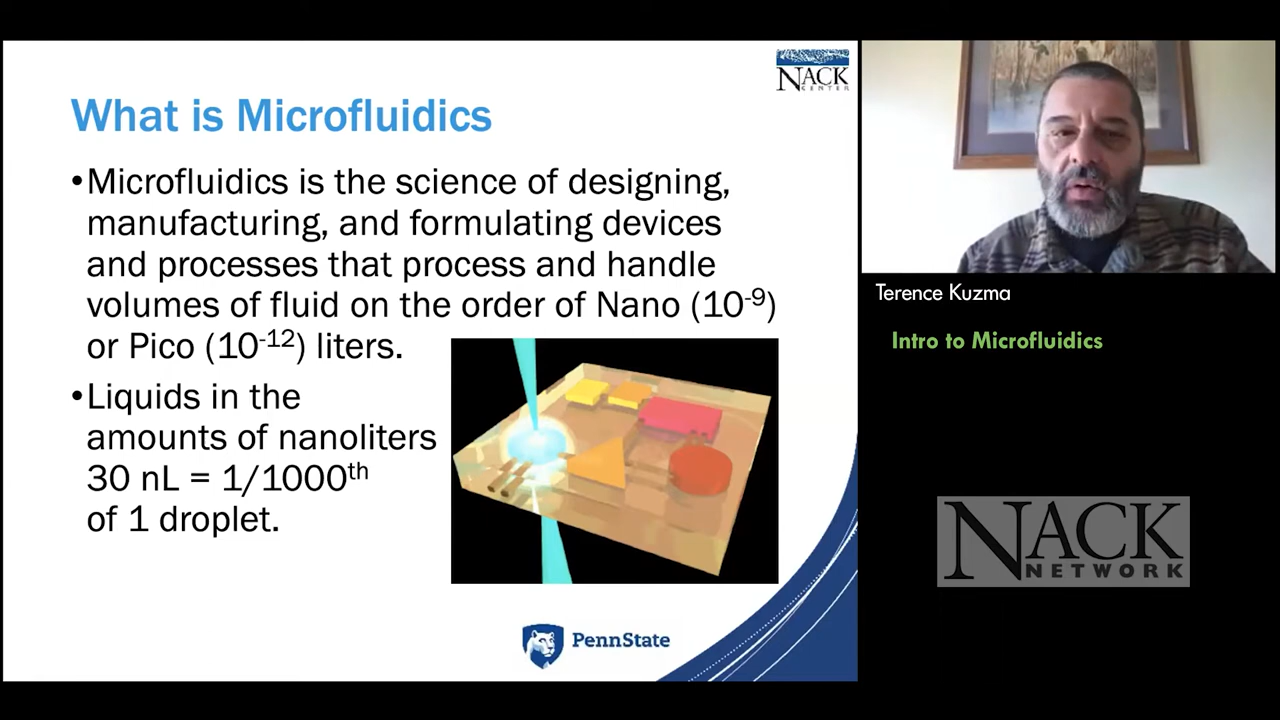 NACK
CENTER
What is Microfluidics
•Microfluidics is the science of designing,
manufacturing, and formulating devices
and processes that process and handle
volumes of fluid on the order of Nano (10⁻⁹)
or Pico (10⁻¹²) liters.
•Liquids in the
amounts of nanoliters
30 nL = 1/1000ᵗʰ
of 1 droplet.
PennState
Terence Kuzma
Intro to Microfluidics
NACK
NETWORK